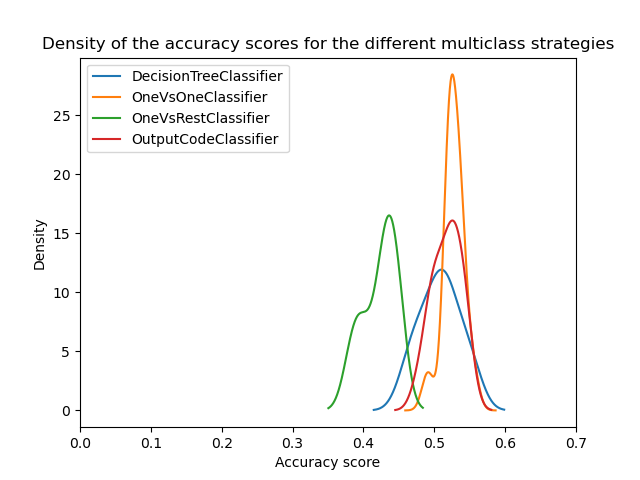 Density of the accuracy scores for the different multiclass strategies
DecisionTreeClassifier
OneVsOneClassifier
OneVsRestClassifier
OutputCodeClassifier
25
20
15
10
5
0
Density
0.0 0.1 0.2 0.3 0.4 0.5 0.6 0.7
Accuracy score